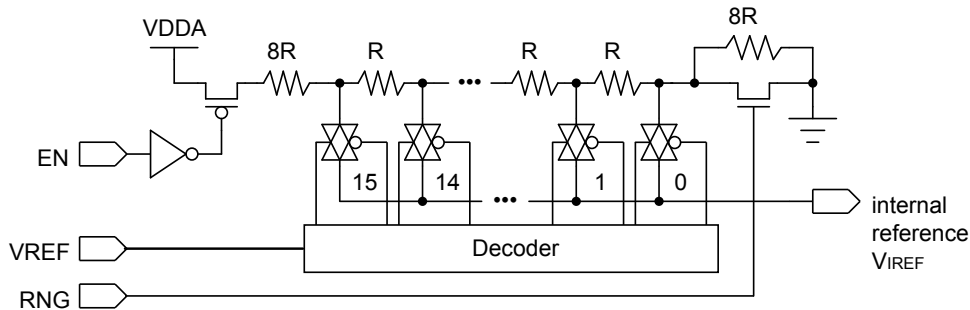 VDDA
8R
R
R
R
8R
EN
15
14
1
0
internal
reference
VIREF
VREF
Decoder
RNG